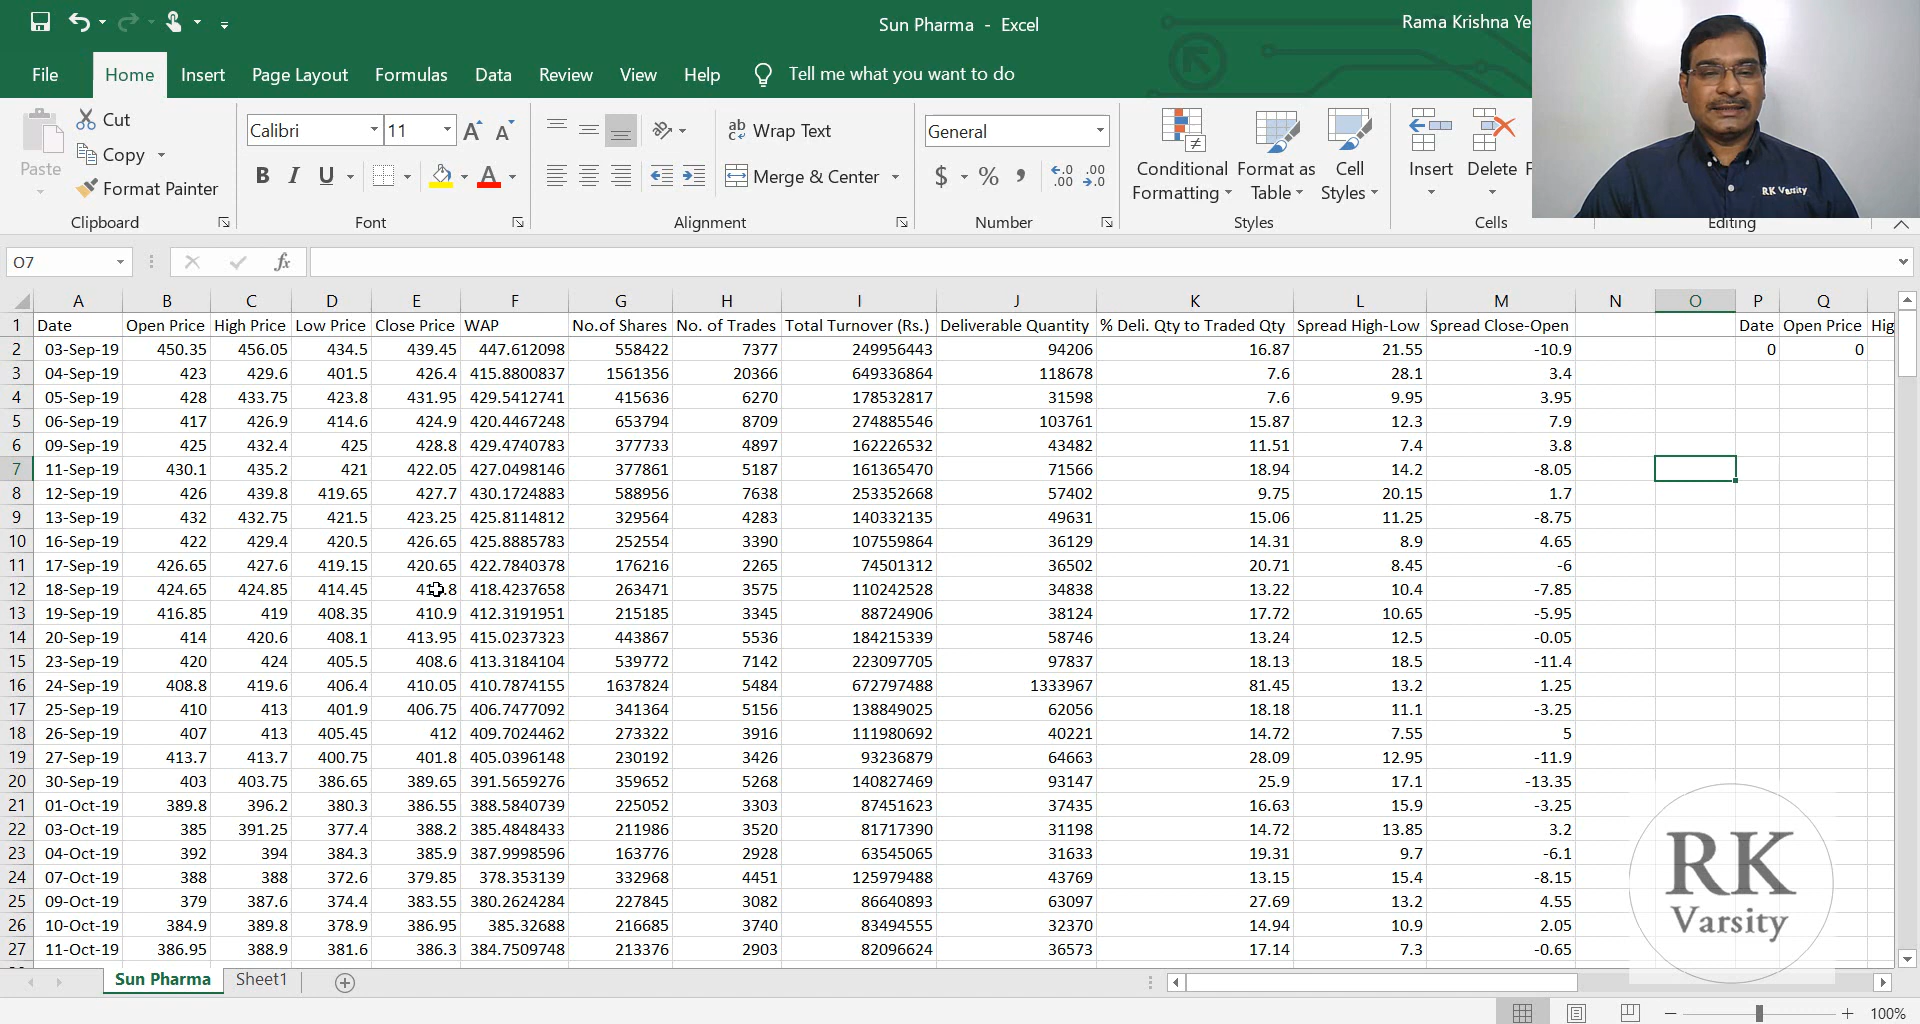 Sun Pharma - Excel
Rama Krishna Ye
File Home Insert Page Layout Formulas Data Review View Help Tell me what you want to do
Paste Cut Copy Format Painter
Calibri 11 A A
B I U A
ab Wrap Text
Merge & Center
General
$ % , .00 .00
Conditional Formatting Format as Table Cell Styles
Insert Delete F
Clipboard Font Alignment Number Styles Cells Editing
RK Varsity
O7 fx
A B C D E F G H I J K L M N O P Q
1 Date Open Price High Price Low Price Close Price WAP No.of Shares No. of Trades Total Turnover (Rs.) Deliverable Quantity % Deli. Qty to Traded Qty Spread High-Low Spread Close-Open Date Open Price Hig
2 03-Sep-19 450.35 456.05 434.5 439.45 447.612098 558422 7377 249956443 94206 16.87 21.55 -10.9 0 0
3 04-Sep-19 423 429.6 401.5 426.4 415.8800837 1561356 20366 649336864 118678 7.6 28.1 3.4
4 05-Sep-19 428 433.75 423.8 431.95 429.5412741 415636 6270 178532817 31598 7.6 9.95 3.95
5 06-Sep-19 417 426.9 414.6 424.9 420.4467248 653794 8709 274885546 103761 15.87 12.3 7.9
6 09-Sep-19 425 432.4 425 428.8 429.4740783 377733 4897 162226532 43482 11.51 7.4 3.8
7 11-Sep-19 430.1 435.2 421 422.05 427.0498146 377861 5187 161365470 71566 18.94 14.2 -8.05
8 12-Sep-19 426 439.8 419.65 427.7 430.1724883 588956 7638 253352668 57402 9.75 20.15 1.7
9 13-Sep-19 432 432.75 421.5 423.25 425.8114812 329564 4283 140332135 49631 15.06 11.25 -8.75
10 16-Sep-19 422 429.4 420.5 426.65 425.8885783 252554 3390 107559864 36129 14.31 8.9 4.65
11 17-Sep-19 426.65 427.6 419.15 420.65 422.7840378 176216 2265 74501312 36502 20.71 8.45 -6
12 18-Sep-19 424.65 424.85 414.45 418.4237658 263471 3575 110242528 34838 13.22 10.4 -7.85
13 19-Sep-19 416.85 419 408.35 410.9 412.3191951 215185 3345 88724906 38124 17.72 10.65 -5.95
14 20-Sep-19 414 420.6 408.1 413.95 415.0237323 443867 5536 184215339 58746 13.24 12.5 -0.05
15 23-Sep-19 420 424 405.5 408.6 413.3184104 539772 7142 223097705 97837 18.13 18.5 -11.4
16 24-Sep-19 408.8 419.6 406.4 410.05 410.7874155 1637824 5484 672797488 1333967 81.45 13.2 1.25
17 25-Sep-19 410 413 401.9 406.75 406.7477092 341364 5156 138849025 62056 18.18 11.1 -3.25
18 26-Sep-19 407 413 405.45 412 409.7024462 273322 3916 111980692 40221 14.72 7.55 5
19 27-Sep-19 413.7 413.7 400.75 401.8 405.0396148 230192 3426 93236879 64663 28.09 12.95 -11.9
20 30-Sep-19 403 403.75 386.65 389.65 391.5659276 359652 5268 140827469 93147 25.9 17.1 -13.35
21 01-Oct-19 389.8 396.2 380.3 386.55 388.5840739 225052 3303 87451623 37435 16.63 15.9 -3.25
22 03-Oct-19 385 391.25 377.4 388.2 385.4848433 211986 3520 81717390 31198 14.72 13.85 3.2
23 04-Oct-19 392 394 384.3 385.9 387.9998596 163776 2928 63545065 31633 19.31 9.7 -6.1
24 07-Oct-19 388 388 372.6 379.85 378.353139 332968 4451 125979488 43769 13.15 15.4 -8.15
25 09-Oct-19 379 387.6 374.4 383.55 380.2624284 227845 3082 86640893 63097 27.69 13.2 4.55
26 10-Oct-19 384.9 389.8 378.9 386.95 385.32688 216685 3740 83494555 32370 14.94 10.9 2.05
27 11-Oct-19 386.95 388.9 381.6 386.3 384.7509748 213376 2903 82096624 36573 17.14 7.3 -0.65
RK
Varsity
Sun Pharma Sheet1
100%